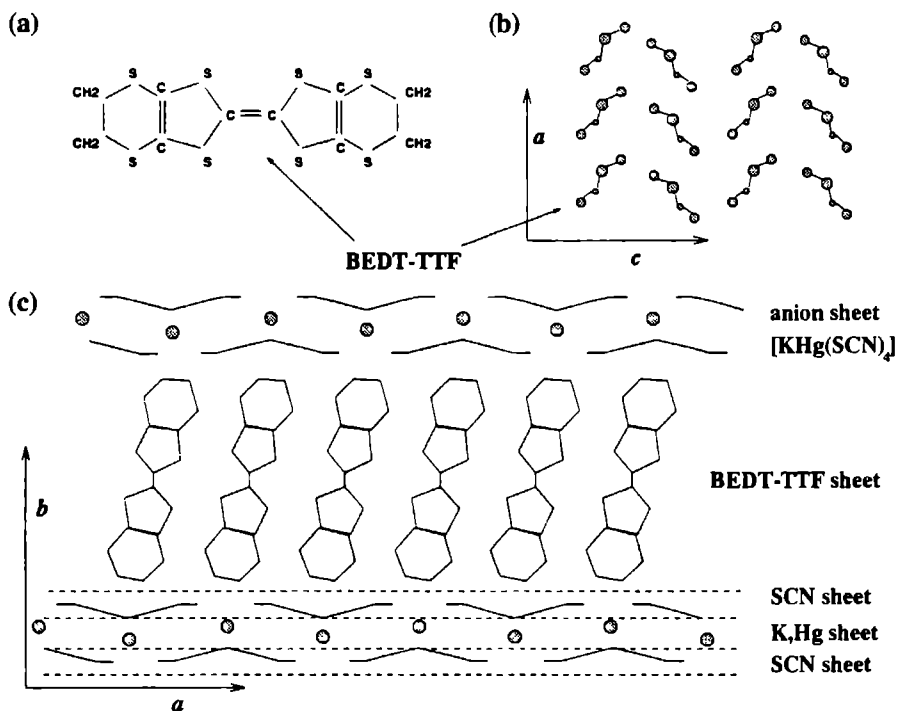 (a)
S S S S
CH2 C C CH2
C C
CH2 C C CH2
S S S S
BEDT-TTF
(b)
a
c
(c)
anion sheet
[KHg(SCN)4]
BEDT-TTF sheet
b
SCN sheet
K,Hg sheet
SCN sheet
a